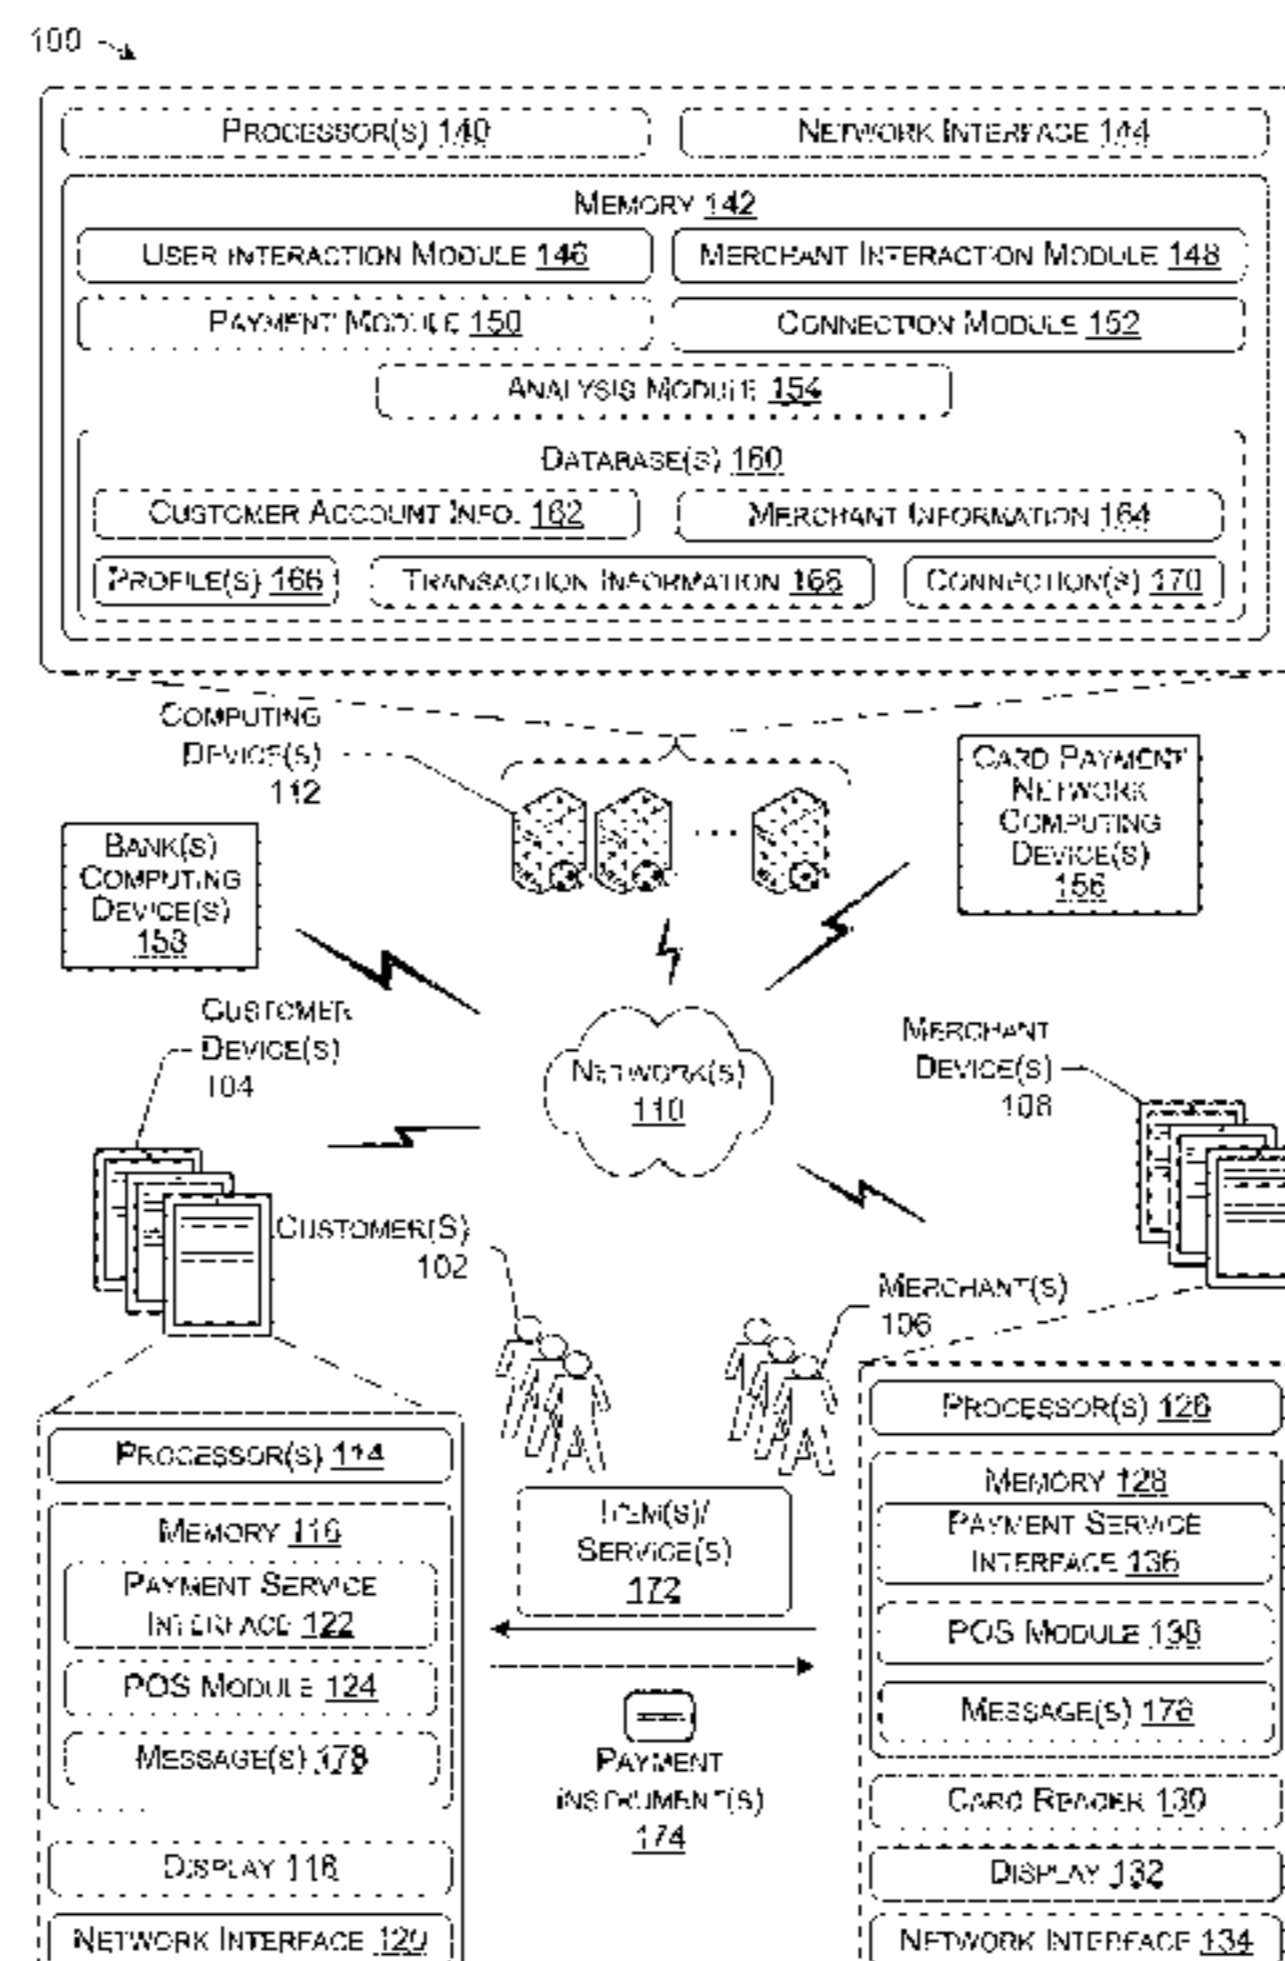 100
PROCESSOR(S) 140
NETWORK INTERFACE 144
MEMORY 142
USER INTERACTION MODULE 146
MERCHANT INTERACTION MODULE 148
PAYMENT MODULE 150
CONNECTION MODULE 152
ANALYSIS MODULE 154
DATABASE(S) 160
CUSTOMER ACCOUNT INFO. 162
MERCHANT INFORMATION 164
PROFILE(S) 166
TRANSACTION INFORMATION 168
CONNECTION(S) 170
COMPUTING
DEVICE(S)
112
CARD PAYMENT
NETWORK
COMPUTING
DEVICE(S)
156
BANK(S)
COMPUTING
DEVICE(S)
158
CUSTOMER
DEVICE(S)
104
NETWORK(S)
110
MERCHANT
DEVICE(S)
108
CUSTOMER(S)
102
MERCHANT(S)
106
PROCESSOR(S) 114
MEMORY 116
PAYMENT SERVICE
INTERFACE 122
POS MODULE 124
MESSAGE(S) 178
DISPLAY 118
NETWORK INTERFACE 120
ITEM(S)/
SERVICE(S)
172
PAYMENT
INSTRUMENT(S)
174
PROCESSOR(S) 126
MEMORY 128
PAYMENT SERVICE
INTERFACE 136
POS MODULE 138
MESSAGE(S) 176
CARD READER 130
DISPLAY 132
NETWORK INTERFACE 134